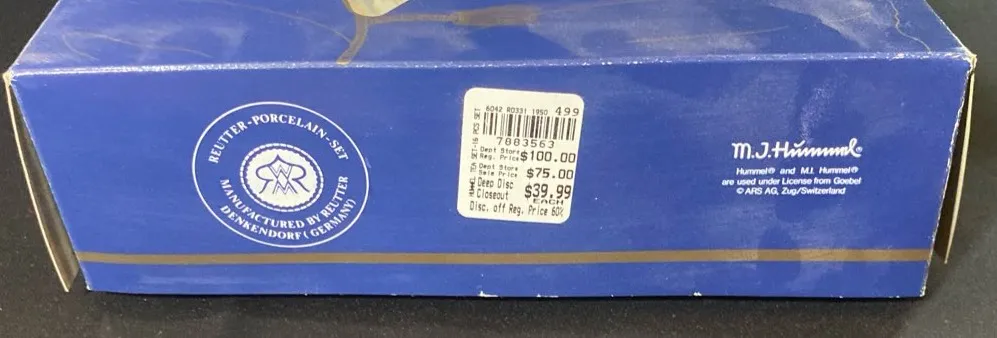 REUTTER-PORCELAIN-SET
MANUFACTURED BY REUTTER
DENKENDORF (GERMANY)
6042 R0331 1950 499
7883563
Dept Store
Reg. Price $100.00
Dept Store
Sale Price $75.00
Deep Disc
Closeout $39.99
EACH
Disc. off Reg. Price 60%
M.J.Hummel®
Hummel® and M.I. Hummel®
are used under License from Goebel
© ARS AG, Zug/Switzerland